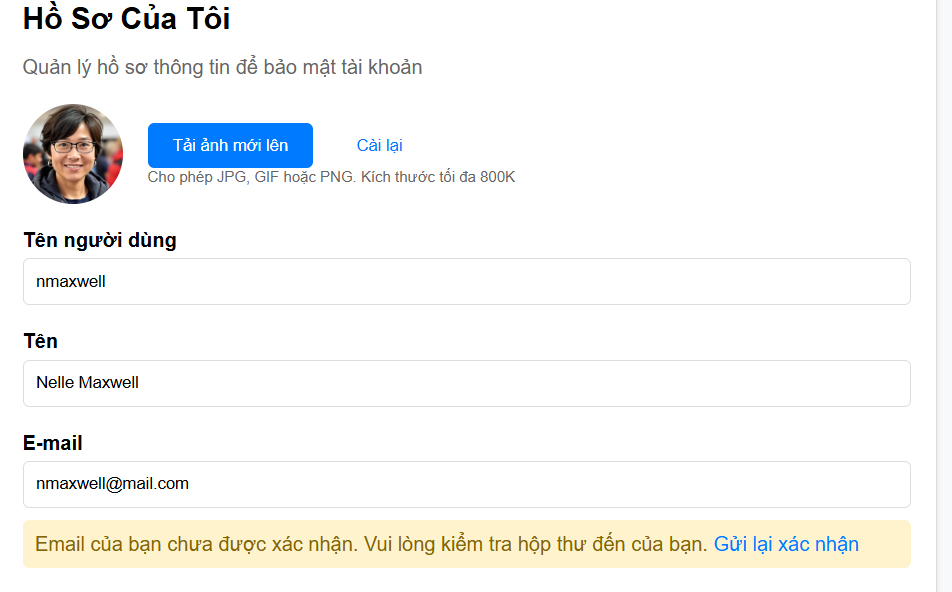 Hồ Sơ Của Tôi
Quản lý hồ sơ thông tin để bảo mật tài khoản
Tải ảnh mới lên
Cài lại
Cho phép JPG, GIF hoặc PNG. Kích thước tối đa 800K
Tên người dùng
nmaxwell
Tên
Nelle Maxwell
E-mail
nmaxwell@mail.com
Email của bạn chưa được xác nhận. Vui lòng kiểm tra hộp thư đến của bạn. Gửi lại xác nhận